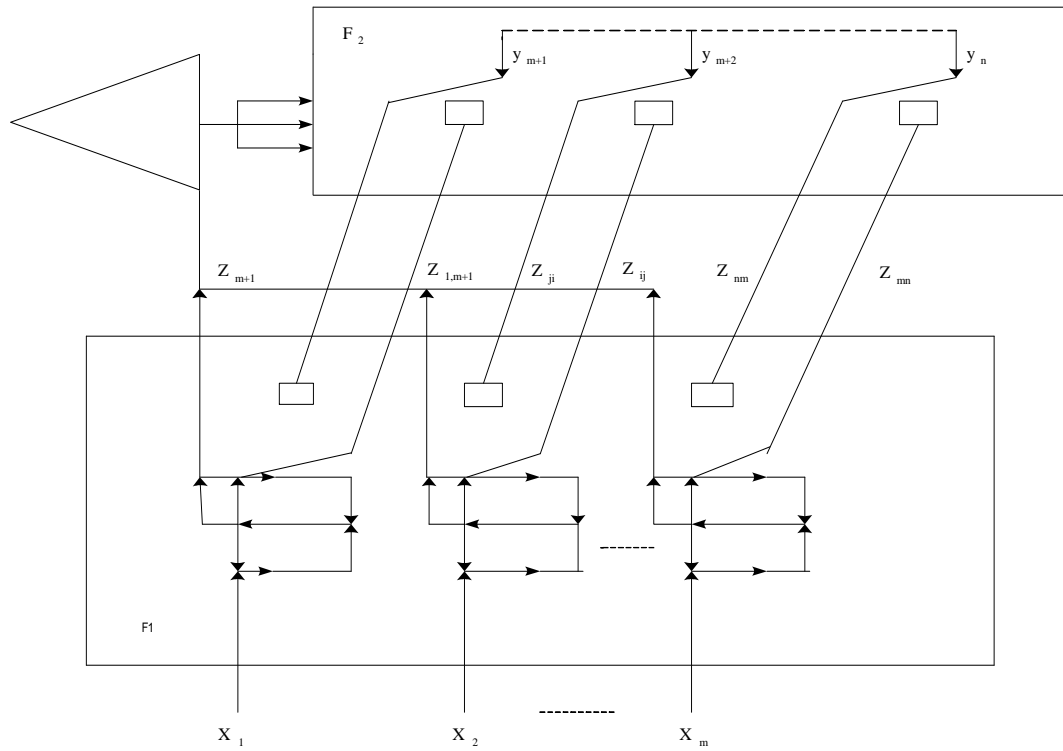 F 2
y m+1
y m+2
y n
Z m+1
Z 1,m+1
Z ji
Z ij
Z nm
Z mn
F1
X 1
X 2
X m